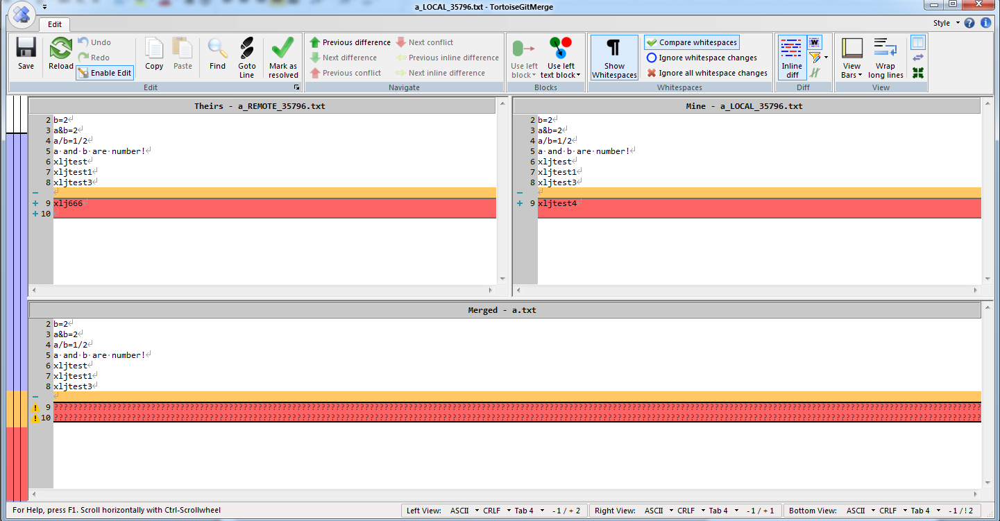 a_LOCAL_35796.txt - TortoiseGitMerge
Edit
Style
Save
Reload
Undo
Redo
Enable Edit
Copy
Paste
Find
Goto Line
Mark as resolved
Edit
Previous difference
Next difference
Previous conflict
Next conflict
Previous inline difference
Next inline difference
Navigate
Use left block
Use left text block
Blocks
Show Whitespaces
Compare whitespaces
Ignore whitespace changes
Ignore all whitespace changes
Whitespaces
Inline diff
Diff
View Bars
Wrap long lines
View
Theirs - a_REMOTE_35796.txt
2 b=2
3 a&b=2
4 a/b=1/2
5 a and b are number!
6 xljtest
7 xljtest1
8 xljtest3
9 xlj666
10
Mine - a_LOCAL_35796.txt
2 b=2
3 a&b=2
4 a/b=1/2
5 a and b are number!
6 xljtest
7 xljtest1
8 xljtest3
9 xljtest4
Merged - a.txt
2 b=2
3 a&b=2
4 a/b=1/2
5 a and b are number!
6 xljtest
7 xljtest1
8 xljtest3
9
10
For Help, press F1. Scroll horizontally with Ctrl-Scrollwheel
Left View: ASCII CRLF Tab 4 - 1 / + 2
Right View: ASCII CRLF Tab 4 - 1 / + 1
Bottom View: ASCII CRLF Tab 4 - 1 / ! 2